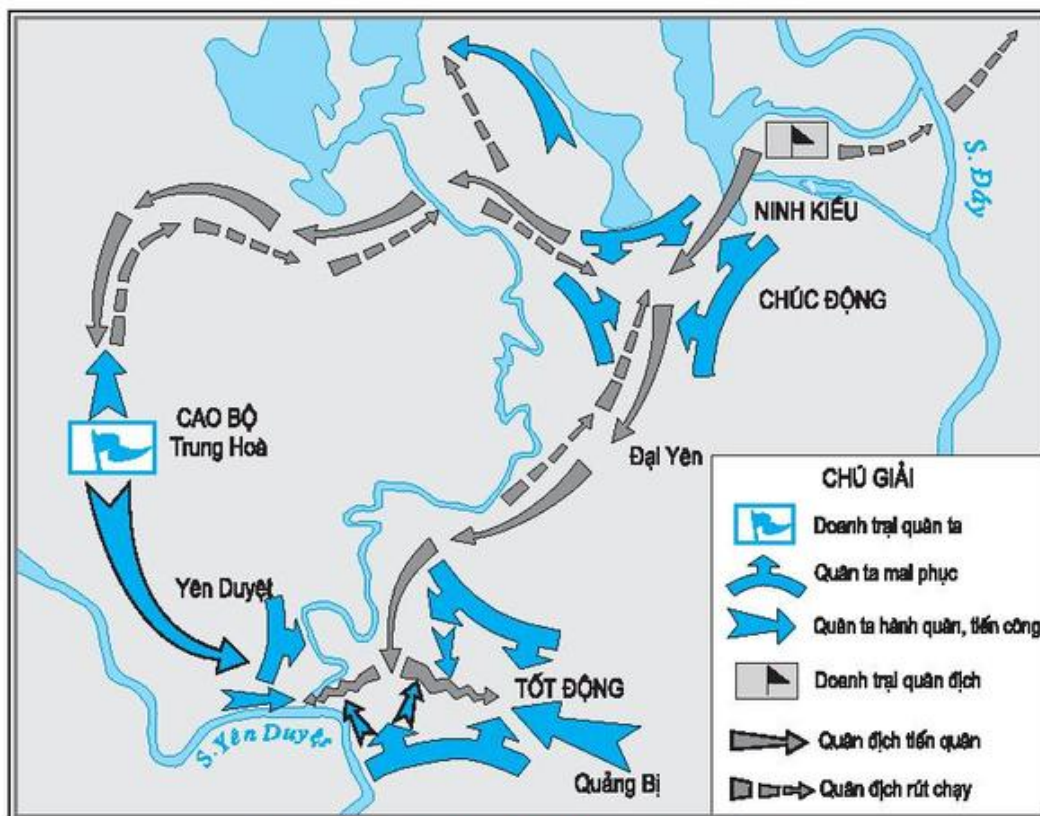 S. Đáy
NINH KIỀU
CHÚC ĐỘNG
CAO BỘ
Trung Hoà
Đại Yên
Yên Duyệt
TỐT ĐỘNG
S. Yên Duyệt
Quảng Bị
CHÚ GIẢI
Doanh trại quân ta
Quân ta mai phục
Quân ta hành quân, tiến công
Doanh trại quân địch
Quân địch tiến quân
Quân địch rút chạy